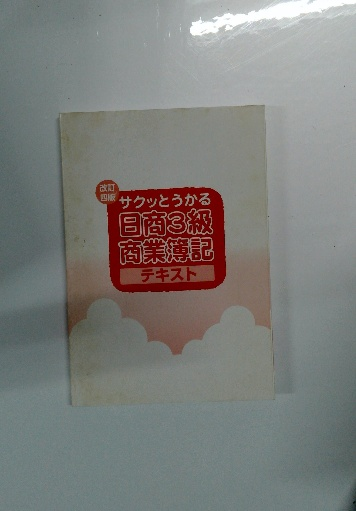 改訂
四版
サクッとうかる
日商3級
商業簿記
テキスト